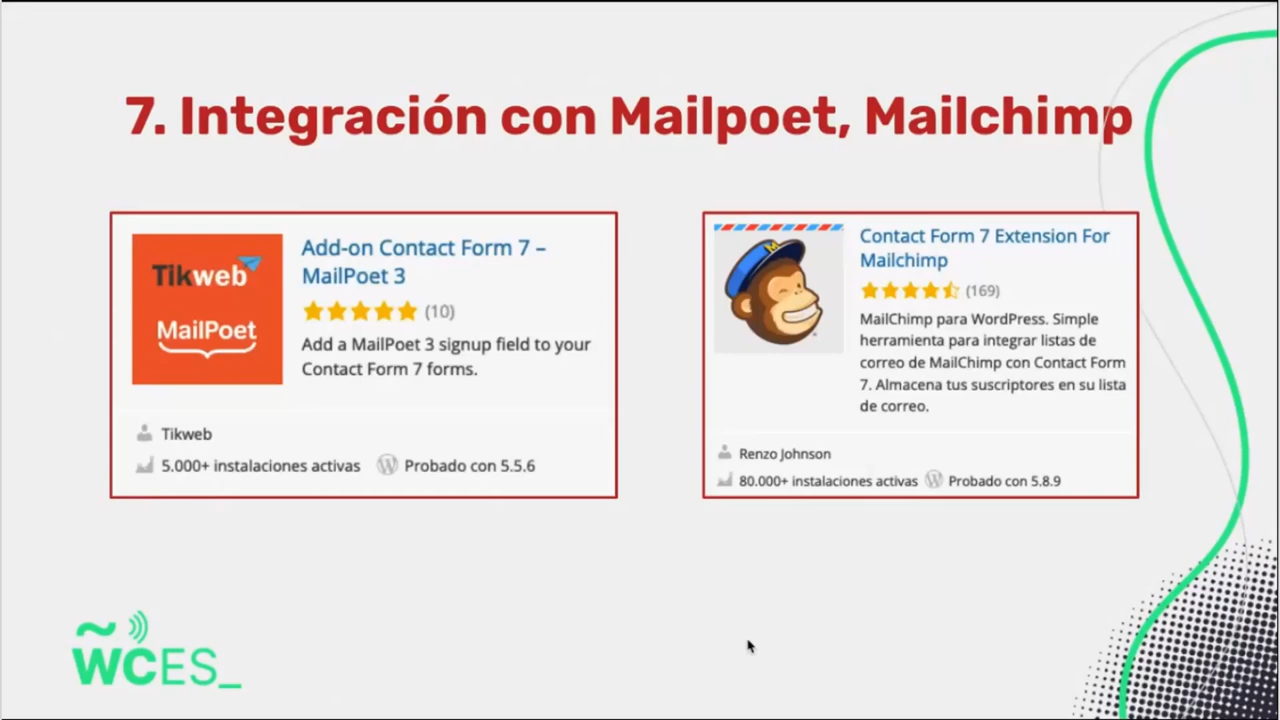 7. Integración con Mailpoet, Mailchimp
Tikweb
MailPoet
Add-on Contact Form 7 –
MailPoet 3
(10)
Add a MailPoet 3 signup field to your
Contact Form 7 forms.
Tikweb
5.000+ instalaciones activas
Probado con 5.5.6
M
Contact Form 7 Extension For
Mailchimp
(169)
MailChimp para WordPress. Simple
herramienta para integrar listas de
correo de MailChimp con Contact Form
7. Almacena tus suscriptores en su lista
de correo.
Renzo Johnson
80.000+ instalaciones activas
Probado con 5.8.9
~
WCES_